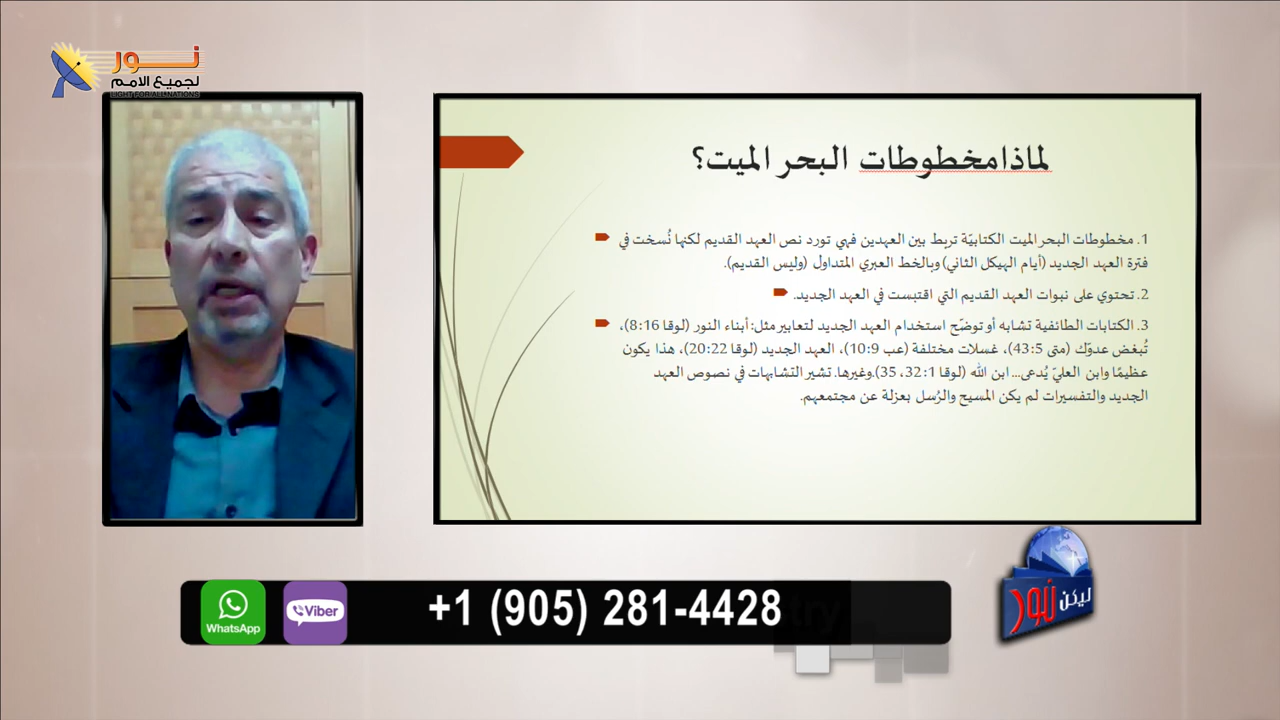 نور
لجميع الامم
LIGHT FOR ALL NATIONS
لماذا مخطوطات البحر الميت؟
1. مخطوطات البحر الميت الكتابيّة تربط بين العهدين فهي تورد نص العهد القديم لكنها نُسخت في
فترة العهد الجديد (أيام الهيكل الثاني) وبالخط العبري المتداول (وليس القديم).
2. تحتوي على نبوات العهد القديم التي اقتبست في العهد الجديد.
3. الكتابات الطائفية تشابه أو توضّح استخدام العهد الجديد لتعابير مثل: أبناء النور (لوقا 8:16)،
تُبغض عدوّك (متى 43:5)، غسلات مختلفة (عب 10:9)، العهد الجديد (لوقا 20:22)، هذا يكون
عظيمًا وابن العليّ يُدعى... ابن الله (لوقا 32:1، 35).وغيرها. تشير التشابهات في نصوص العهد
الجديد والتفسيرات لم يكن المسيح والرُسل بعزلة عن مجتمعهم.
ليكن نور
WhatsApp
Viber
+1 (905) 281-4428